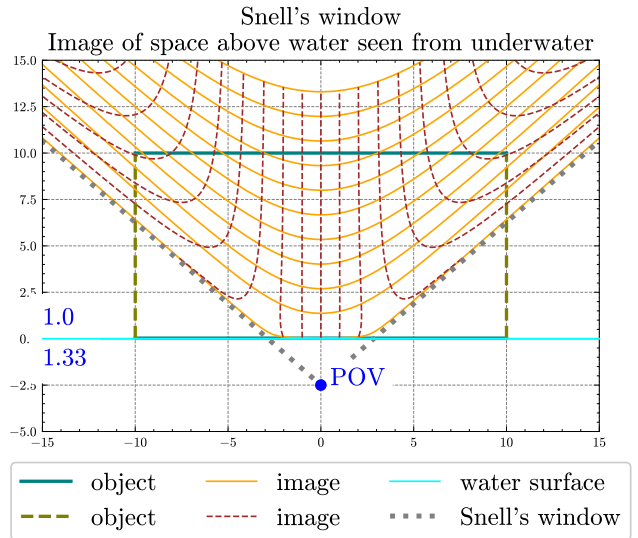 Snell's window
Image of space above water seen from underwater
15.0
12.5
10.0
7.5
5.0
2.5
1.0
0.
1.33
POV
−2.5
−5.0
−15 −10 −5 0 5 10 15
object image water surface
object image Snell's window